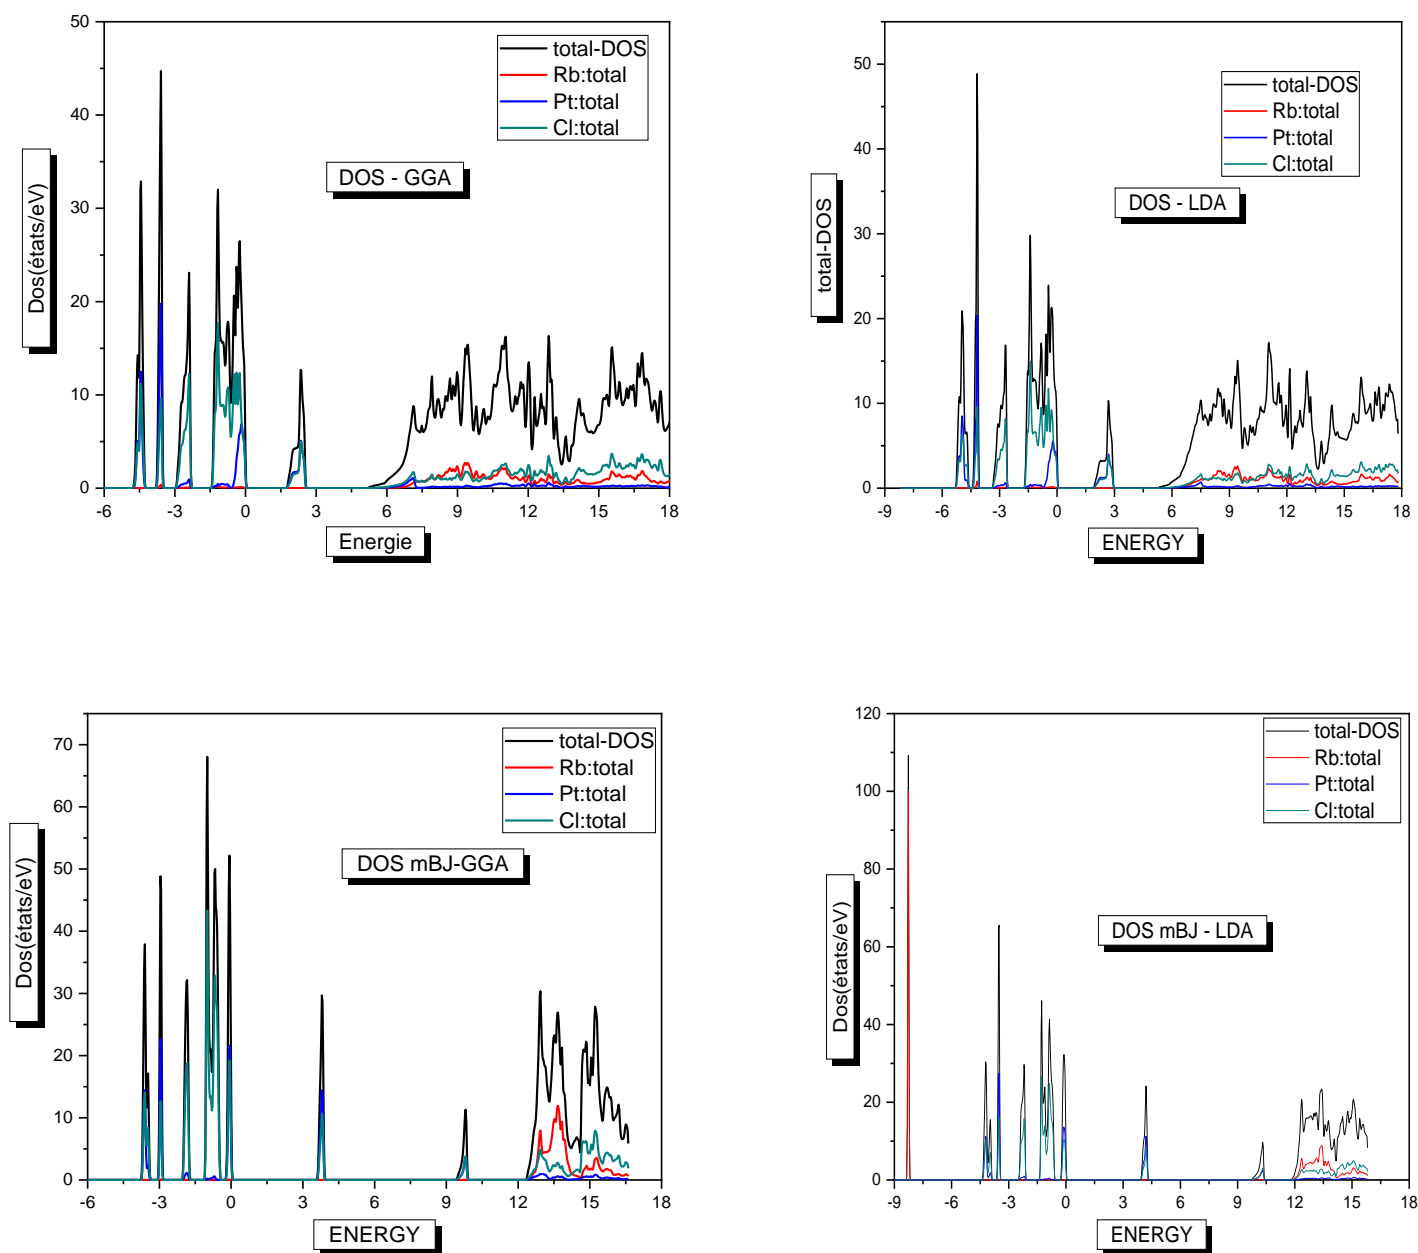 50
40
30
20
10
0
-6 -3 0 3 6 9 12 15 18
Dos(états/eV)
Energie
DOS - GGA
total-DOS
Rb:total
Pt:total
Cl:total
50
40
30
20
10
0
-9 -6 -3 0 3 6 9 12 15 18
total-DOS
ENERGY
DOS - LDA
total-DOS
Rb:total
Pt:total
Cl:total
70
60
50
40
30
20
10
0
-6 -3 0 3 6 9 12 15 18
Dos(états/eV)
ENERGY
DOS mBJ-GGA
total-DOS
Rb:total
Pt:total
Cl:total
120
100
80
60
40
20
0
-9 -6 -3 0 3 6 9 12 15 18
Dos(états/eV)
ENERGY
DOS mBJ - LDA
total-DOS
Rb:total
Pt:total
Cl:total